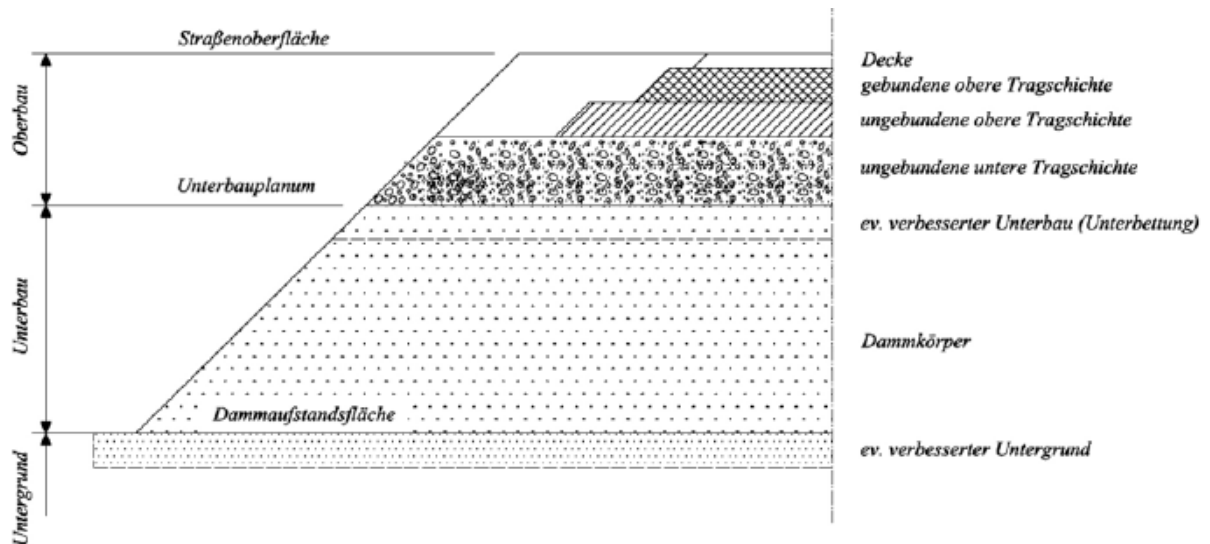 Straßenoberfläche
Decke
gebundene obere Tragschichte
ungebundene obere Tragschichte
Oberbau
ungebundene untere Tragschichte
Unterbauplanum
ev. verbesserter Unterbau (Unterbettung)
Unterbau
Dammkörper
Dammaufstandsfläche
ev. verbesserter Untergrund
Untergrund